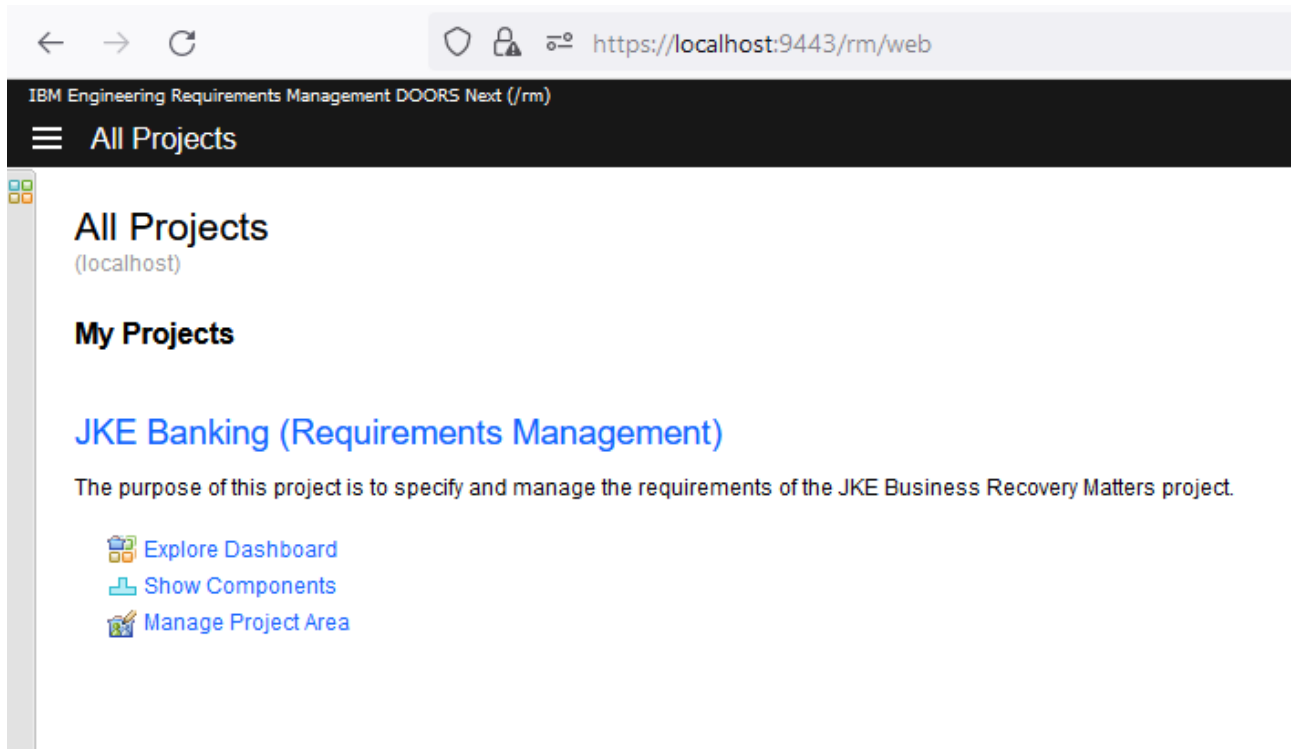 https://localhost:9443/rm/web
IBM Engineering Requirements Management DOORS Next (/rm)
All Projects
All Projects
(localhost)
My Projects
JKE Banking (Requirements Management)
The purpose of this project is to specify and manage the requirements of the JKE Business Recovery Matters project.
Explore Dashboard
Show Components
Manage Project Area